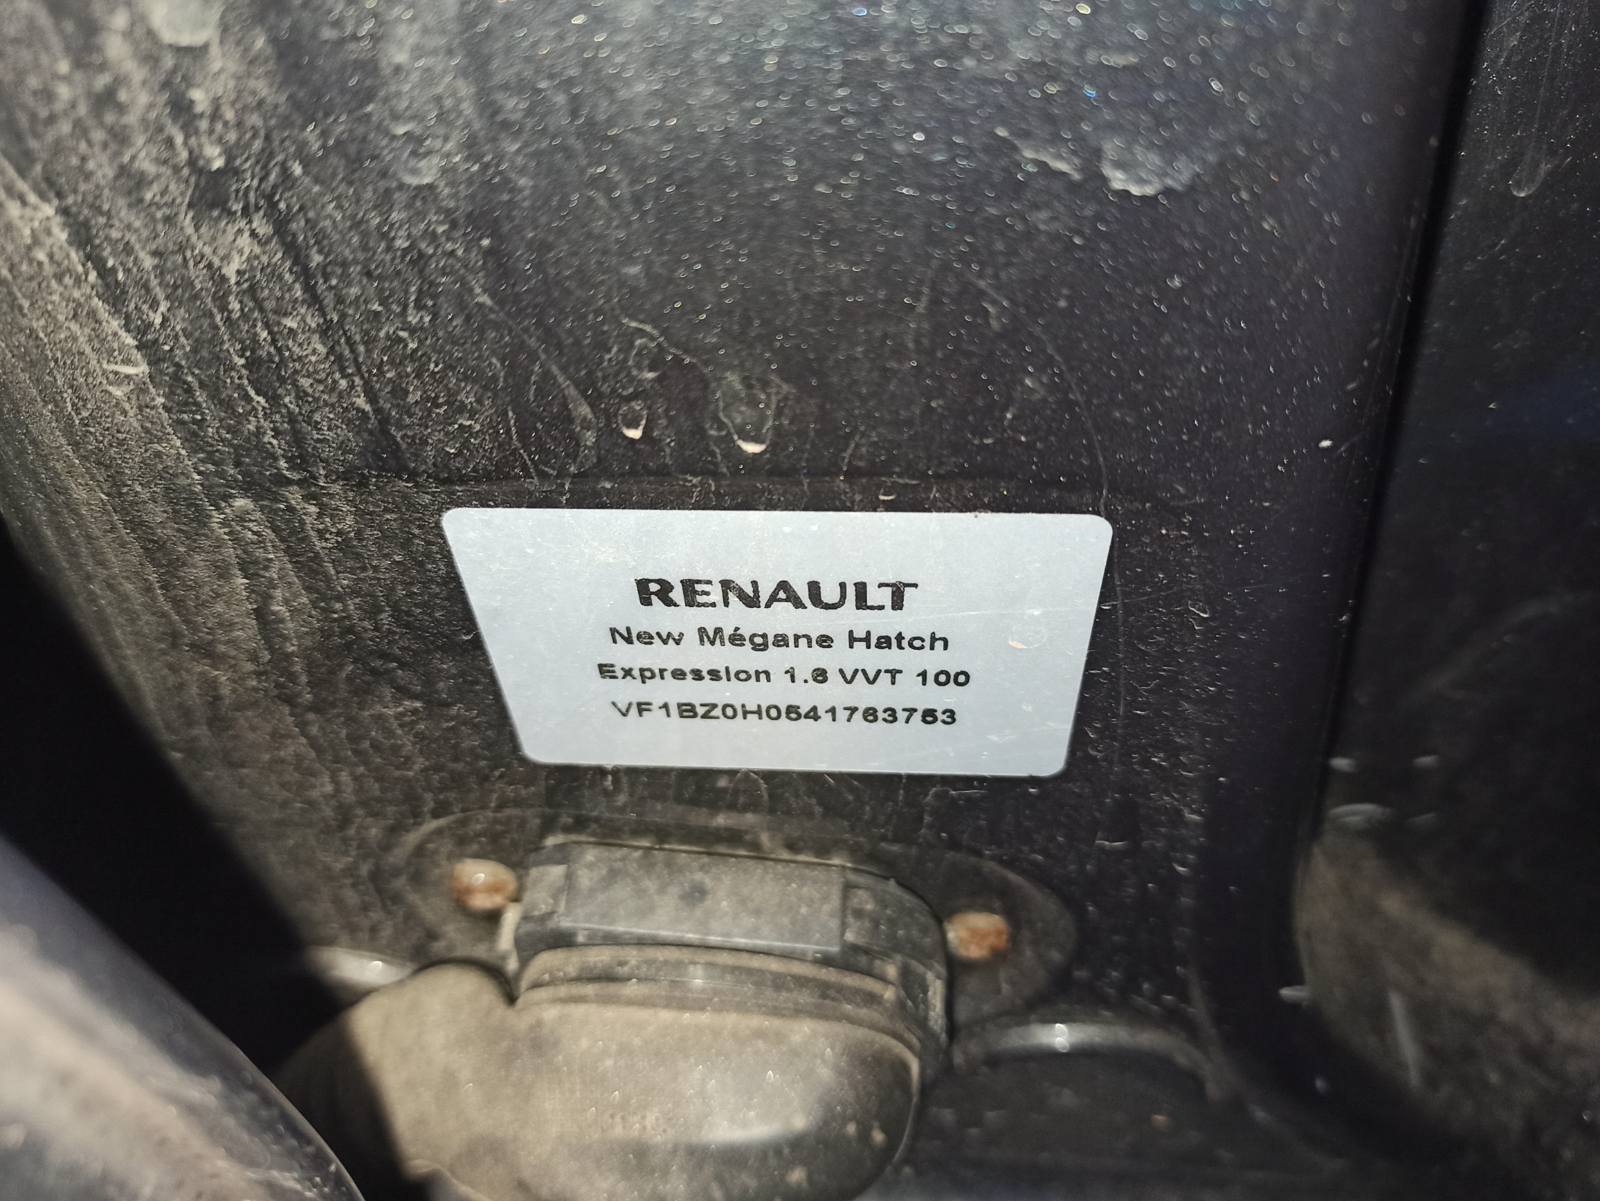 RENAULT
New Mégane Hatch
Expression 1.6 VVT 100
VF1BZ0H0541763753